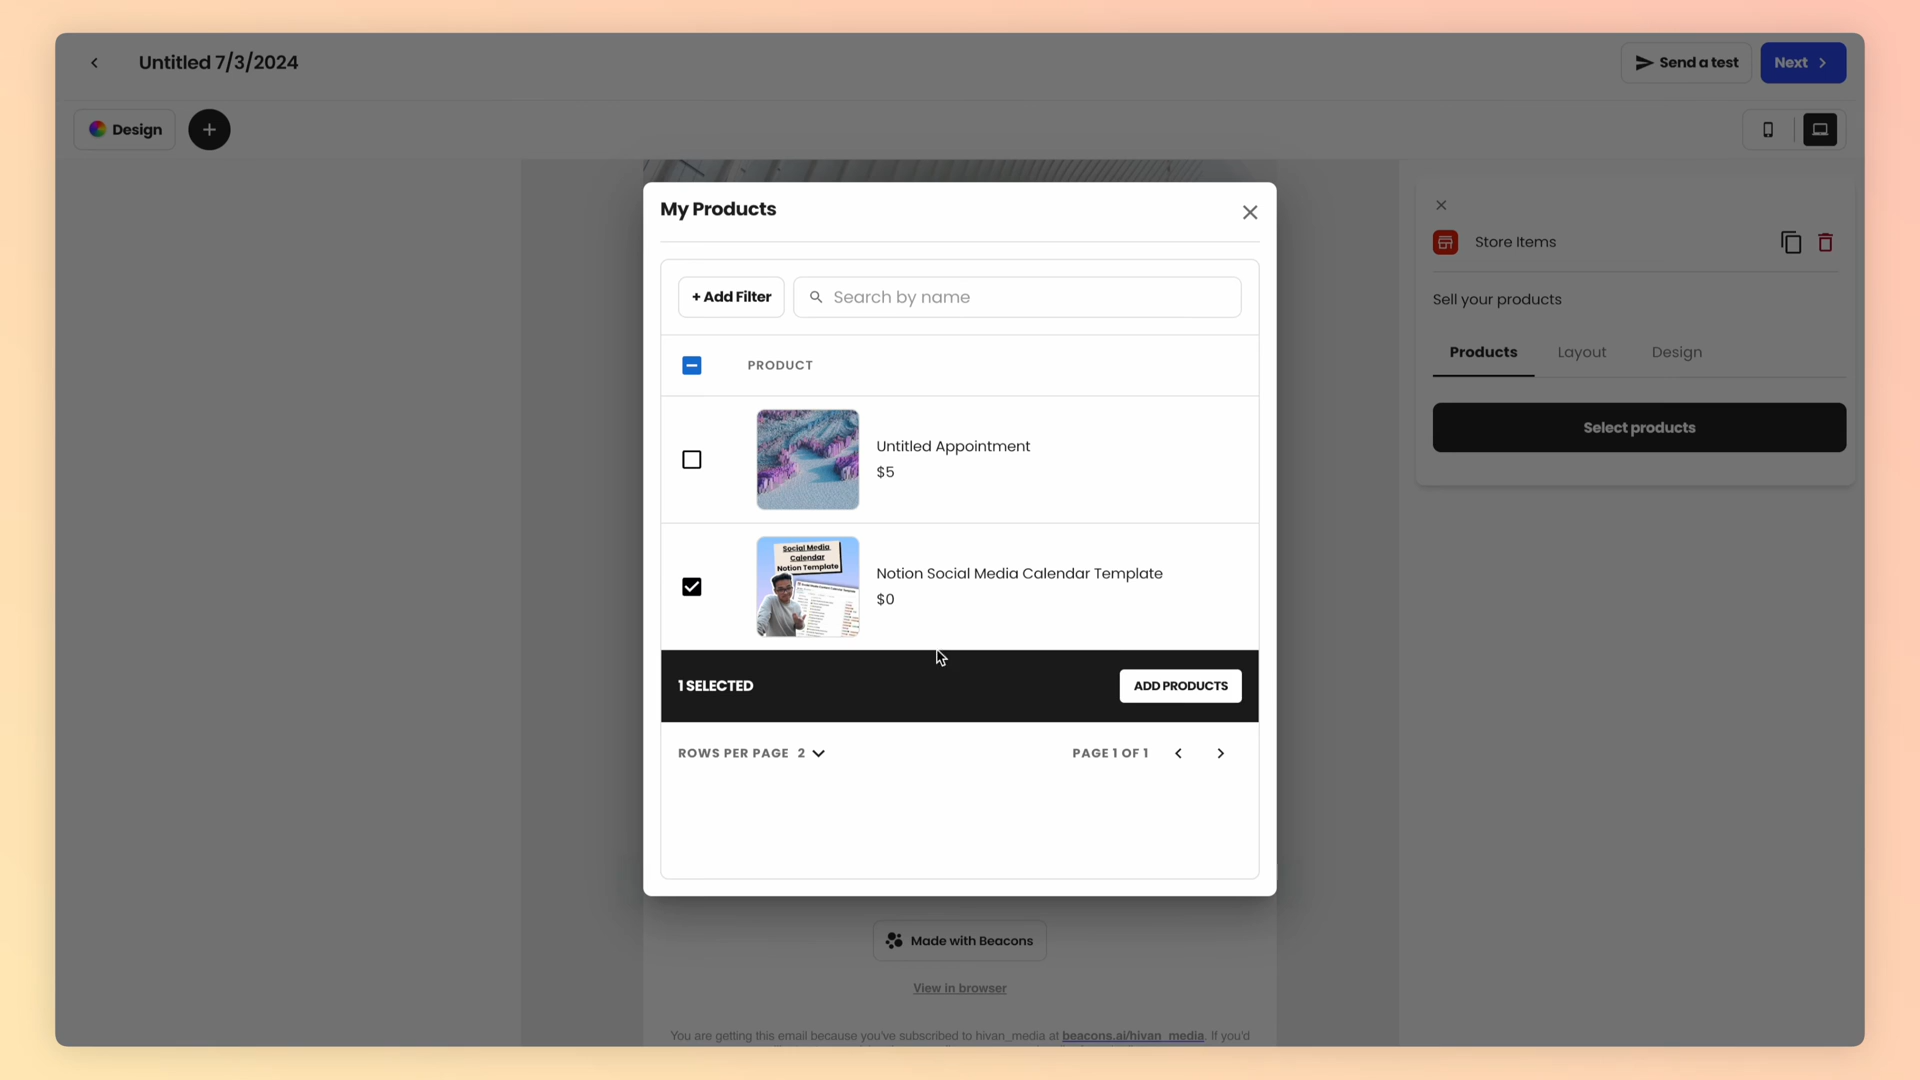 Untitled 7/3/2024
Send a test
Next
Design
My Products
Store Items
+ Add Filter
Search by name
Sell your products
PRODUCT
Products
Layout
Design
Select products
Untitled Appointment
$5
Social Media
Calendar
Notion Template
Notion Social Media Calendar Template
$0
1 SELECTED
ADD PRODUCTS
ROWS PER PAGE 2
PAGE 1 OF 1
Made with Beacons
View in browser
You are getting this email because you've subscribed to hivan_media at beacons.ai/hivan_media. If you'd